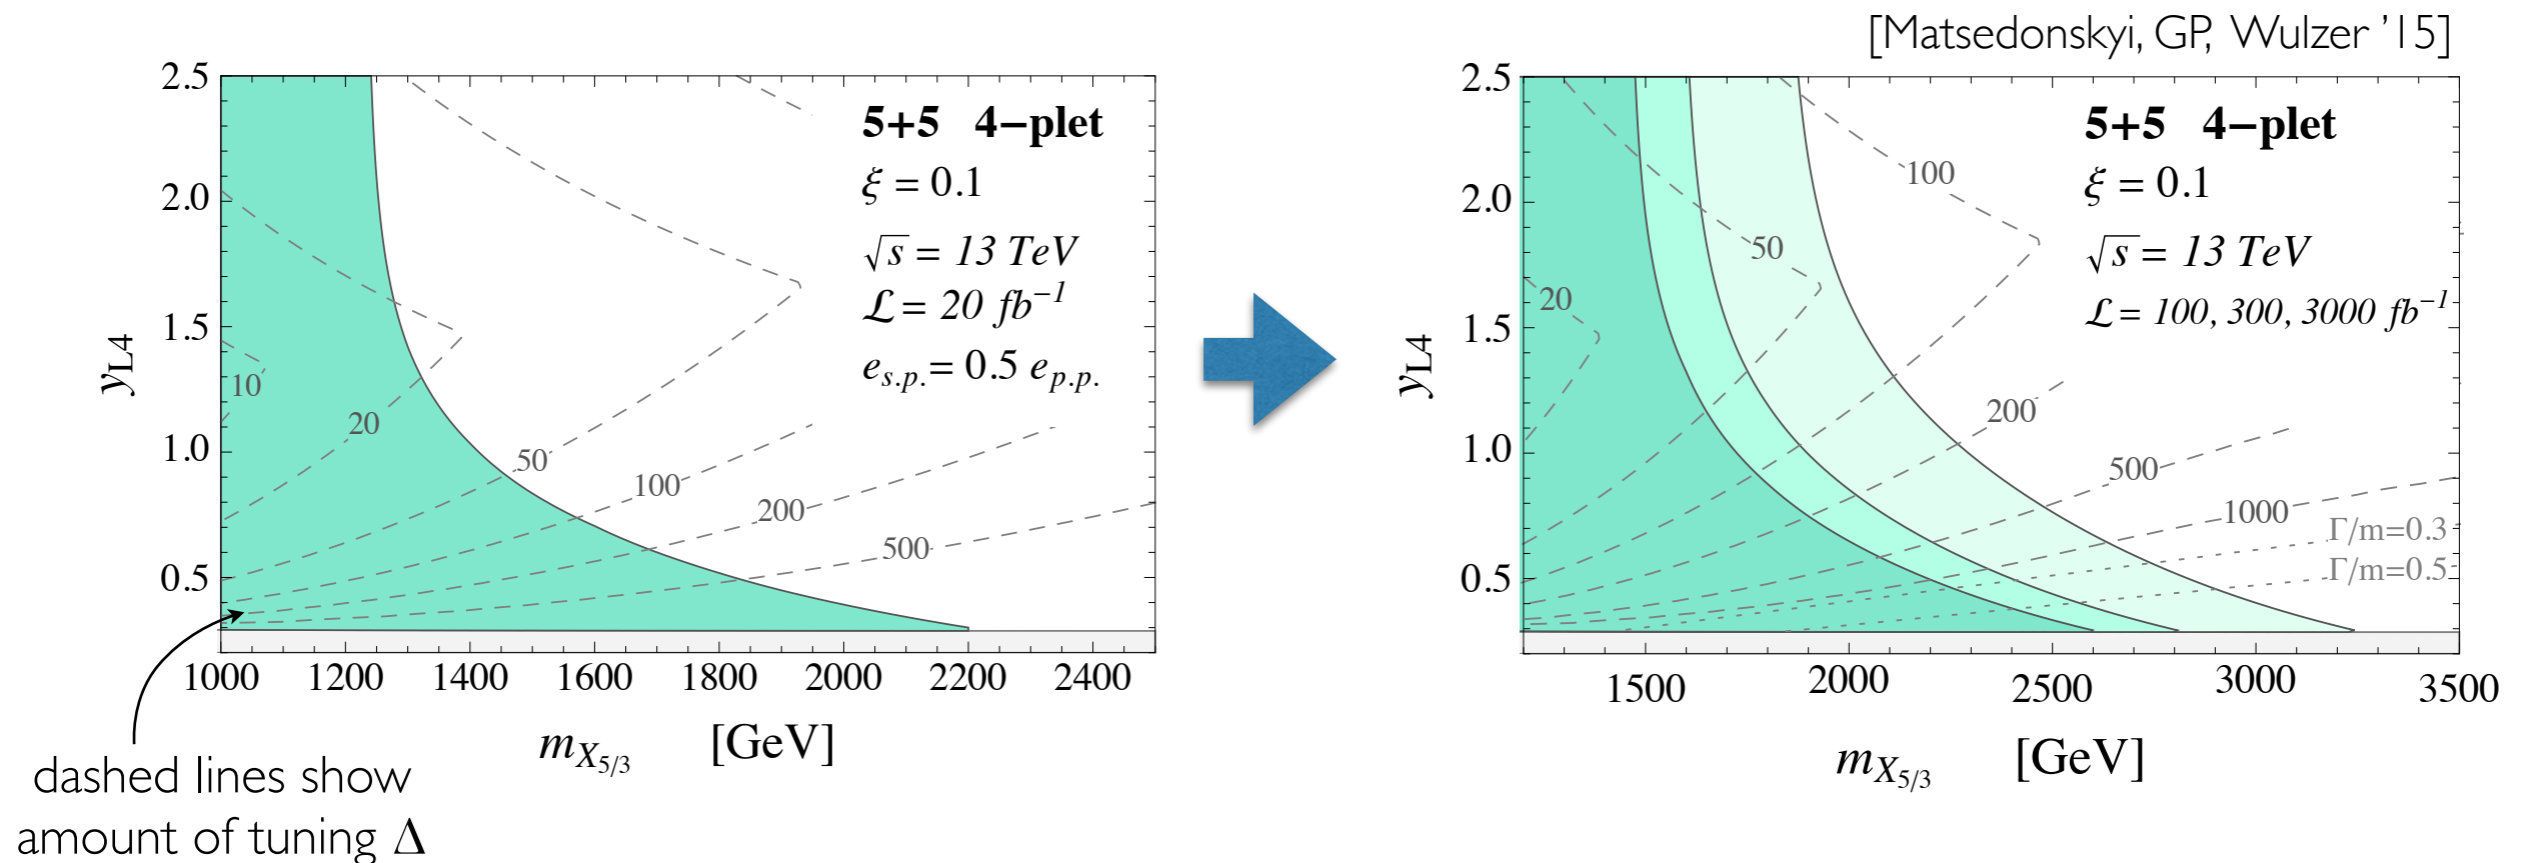 [Matsedonskyi, GP, Wulzer '15]
2.5
2.0
1.5
1.0
0.5
y_L4
10
20
50
100
200
500
5+5 4−plet
ξ = 0.1
√s = 13 TeV
ℒ = 20 fb⁻¹
e_s.p. = 0.5 e_p.p.
1000 1200 1400 1600 1800 2000 2200 2400
m_X5/3 [GeV]
dashed lines show
amount of tuning Δ
2.5
2.0
1.5
1.0
0.5
y_L4
20
50
100
200
500
1000
Γ/m=0.3
Γ/m=0.5
5+5 4−plet
ξ = 0.1
√s = 13 TeV
ℒ = 100, 300, 3000 fb⁻¹
1500 2000 2500 3000 3500
m_X5/3 [GeV]